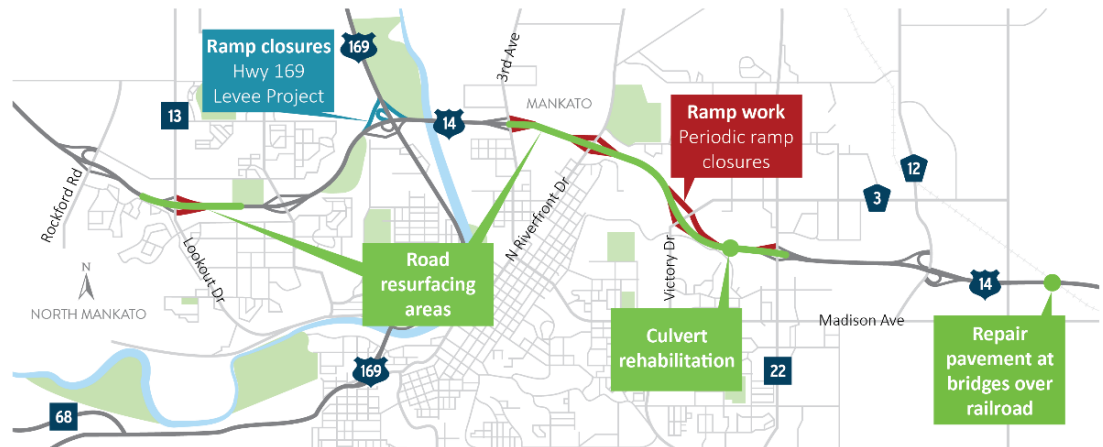 Ramp closures
Hwy 169
Levee Project
169
3rd Ave
13
14
MANKATO
Ramp work
Periodic ramp
closures
12
3
Rockford Rd
Lookout Dr
N Riverfront Dr
Victory Dr
Road
resurfacing
areas
N
NORTH MANKATO
14
Madison Ave
Culvert
rehabilitation
Repair
pavement at
bridges over
railroad
169
22
68